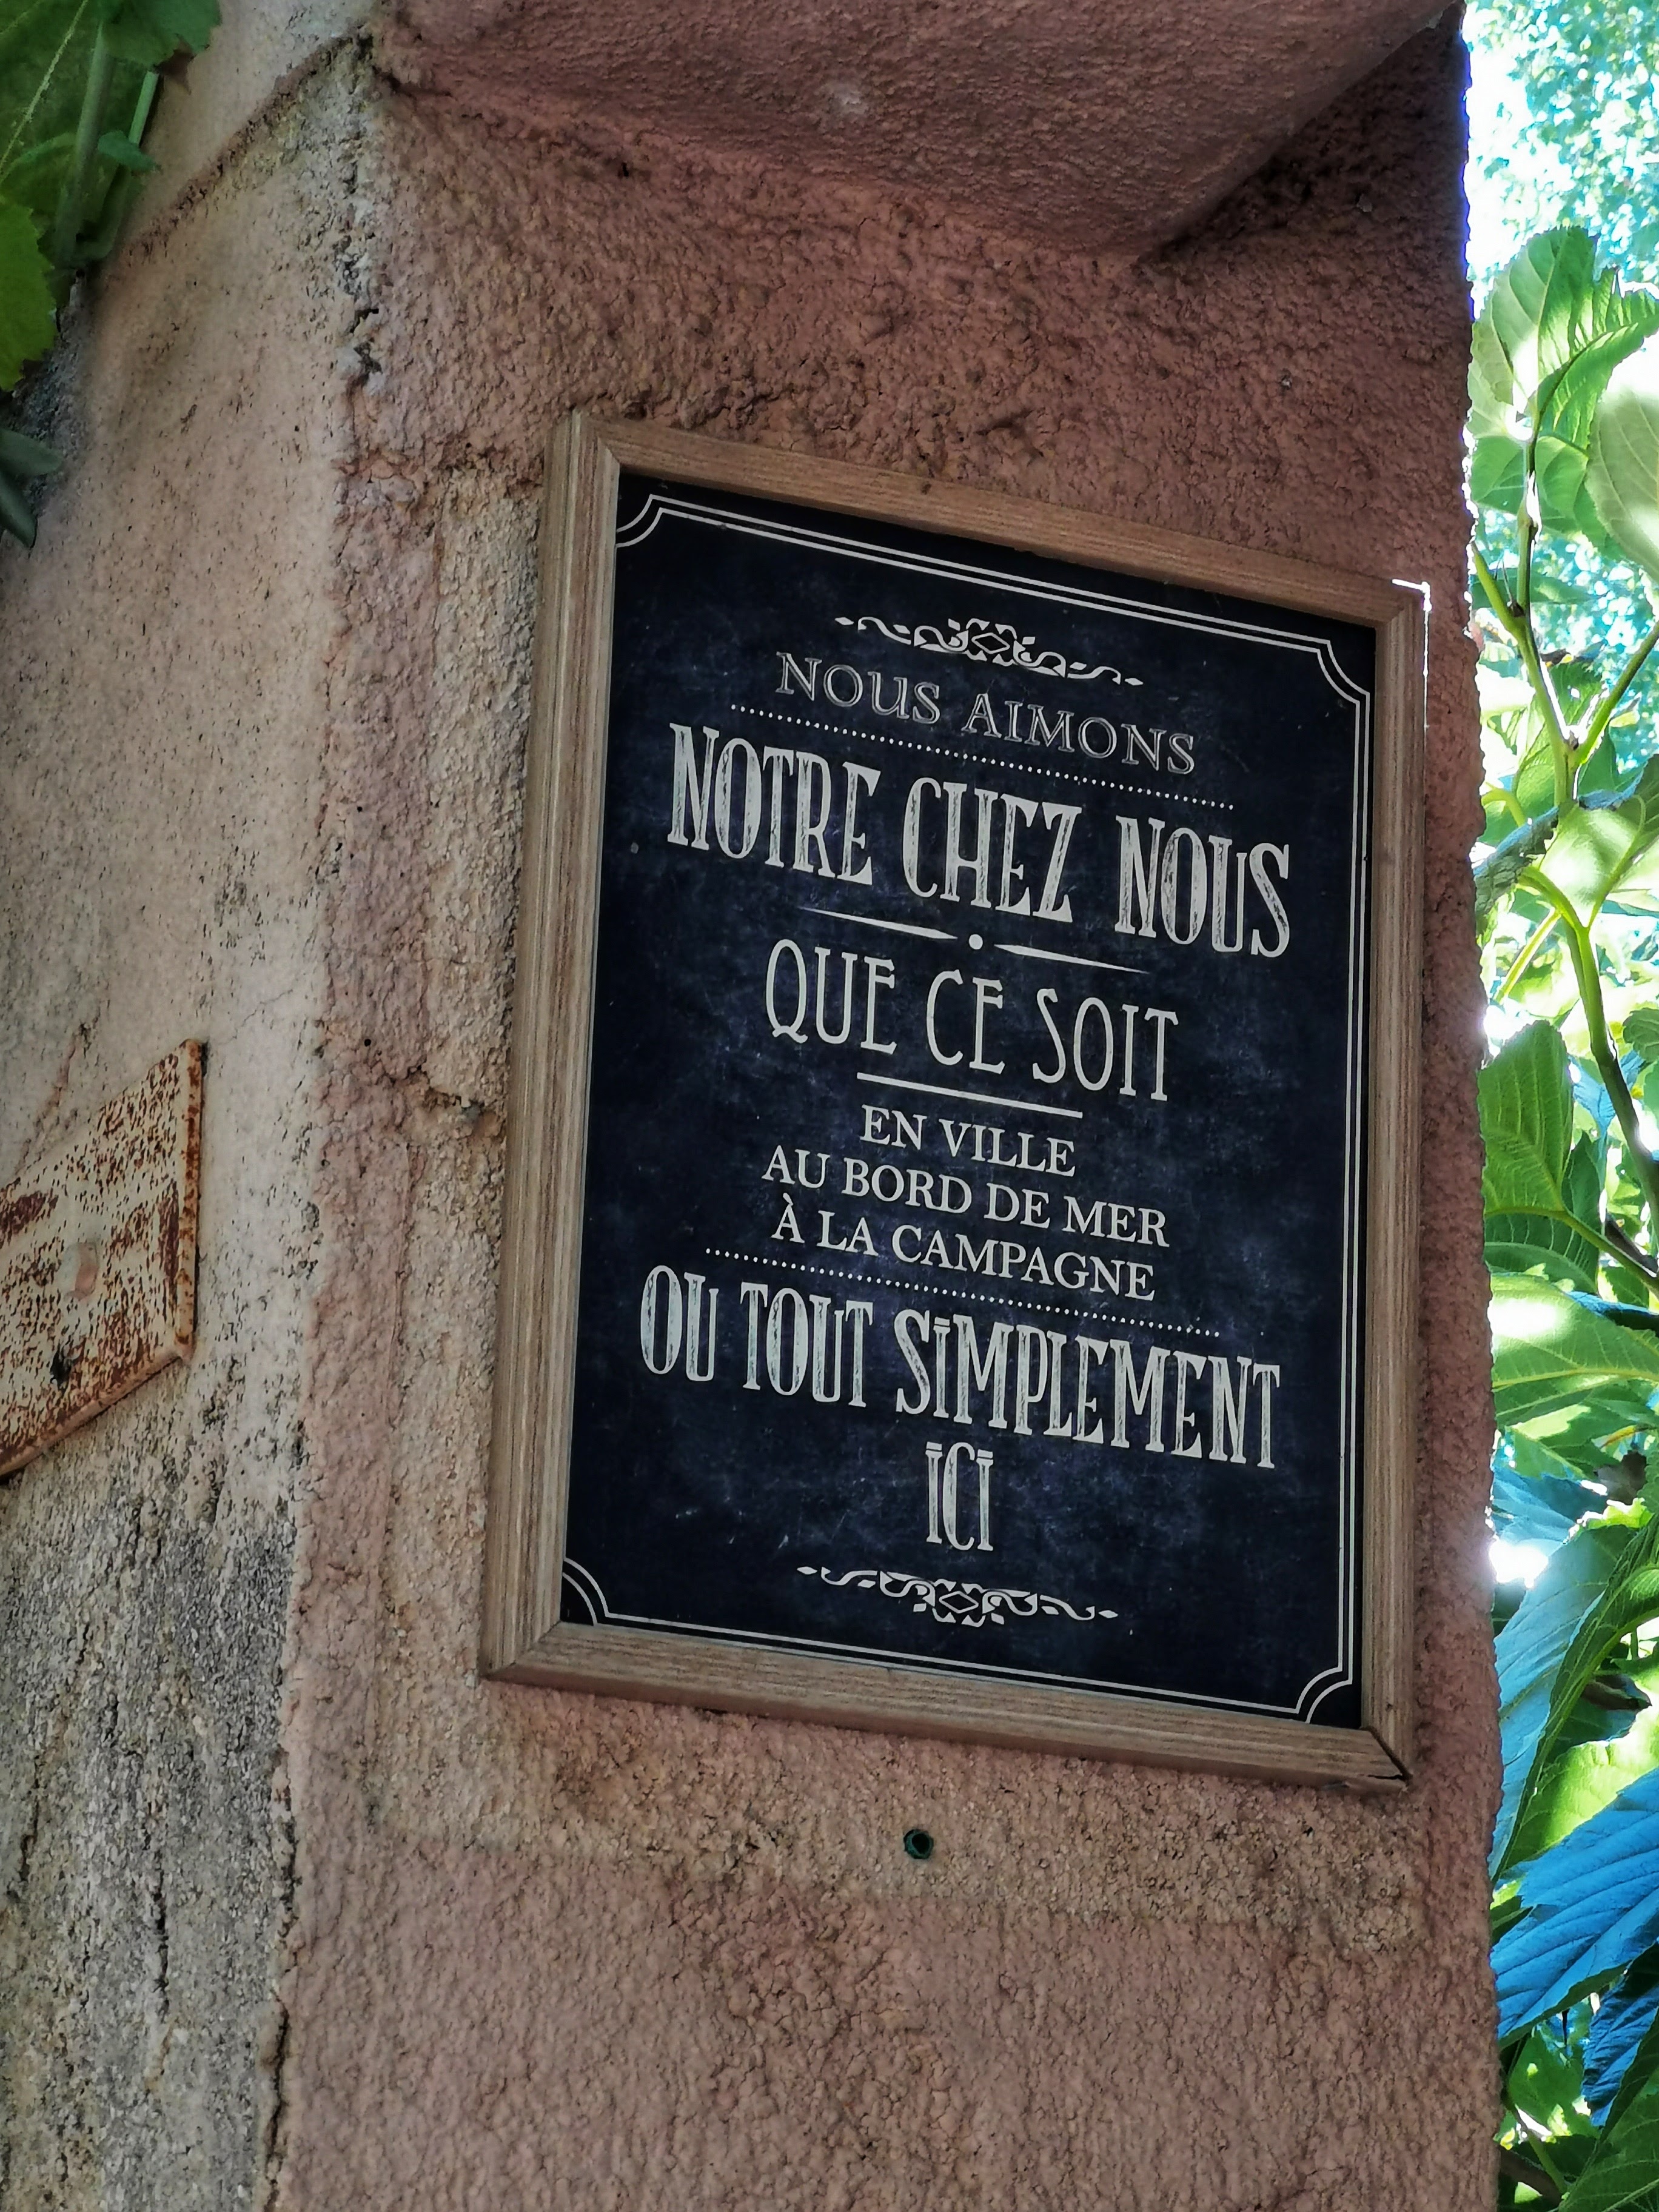 NOUS AIMONS
NOTRE CHEZ NOUS
QUE CE SOIT
EN VILLE
AU BORD DE MER
À LA CAMPAGNE
OU TOUT SIMPLEMENT
ICI